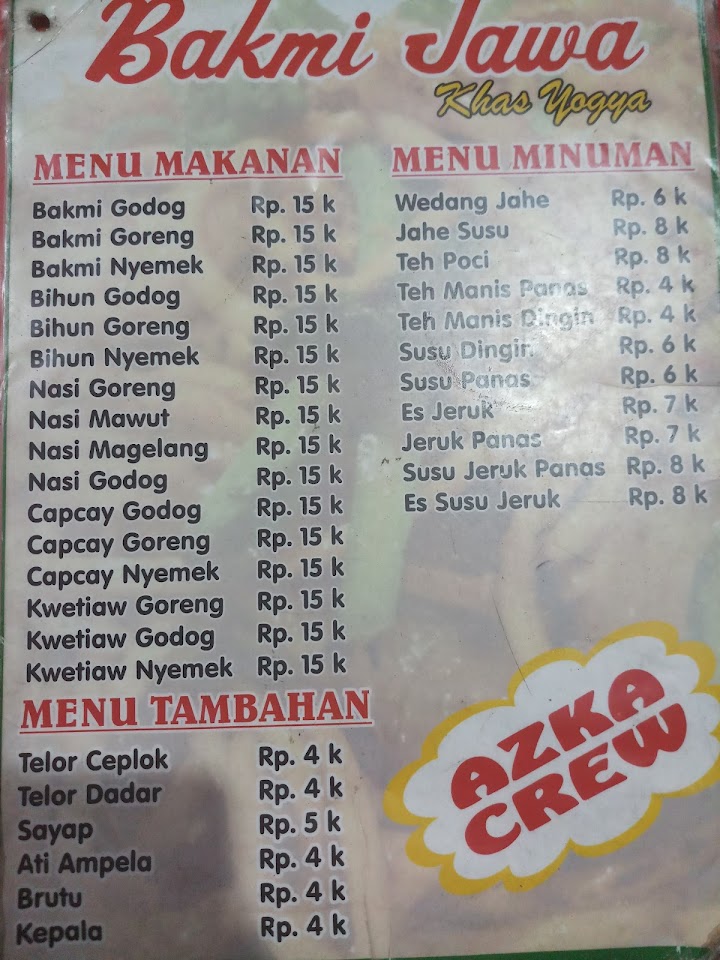 Bakmi Jawa
Khas Yogya
MENU MAKANAN
Bakmi Godog Rp. 15 k
Bakmi Goreng Rp. 15 k
Bakmi Nyemek Rp. 15 k
Bihun Godog Rp. 15 k
Bihun Goreng Rp. 15 k
Bihun Nyemek Rp. 15 k
Nasi Goreng Rp. 15 k
Nasi Mawut Rp. 15 k
Nasi Magelang Rp. 15 k
Nasi Godog Rp. 15 k
Capcay Godog Rp. 15 k
Capcay Goreng Rp. 15 k
Capcay Nyemek Rp. 15 k
Kwetiaw Goreng Rp. 15 k
Kwetiaw Godog Rp. 15 k
Kwetiaw Nyemek Rp. 15 k
MENU TAMBAHAN
Telor Ceplok Rp. 4 k
Telor Dadar Rp. 4 k
Sayap Rp. 5 k
Ati Ampela Rp. 4 k
Brutu Rp. 4 k
Kepala Rp. 4 k
MENU MINUMAN
Wedang Jahe Rp. 6 k
Jahe Susu Rp. 8 k
Teh Poci Rp. 8 k
Teh Manis Panas Rp. 4 k
Teh Manis Dingin Rp. 4 k
Susu Dingin Rp. 6 k
Susu Panas Rp. 6 k
Es Jeruk Rp. 7 k
Jeruk Panas Rp. 7 k
Susu Jeruk Panas Rp. 8 k
Es Susu Jeruk Rp. 8 k
AZKA
CREW